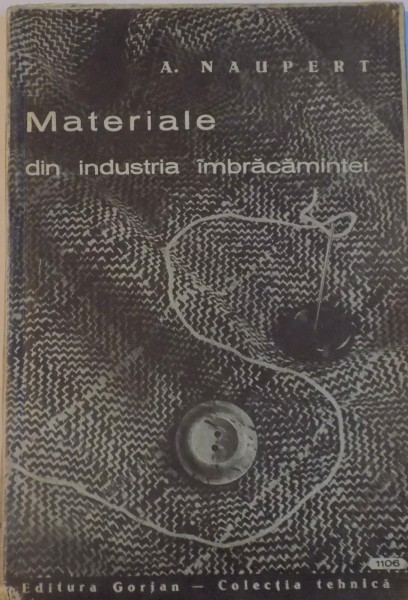 A. NAUPERT
Materiale
din industria îmbrăcămintei
1106
Editura Gorjan — Colecția tehnică